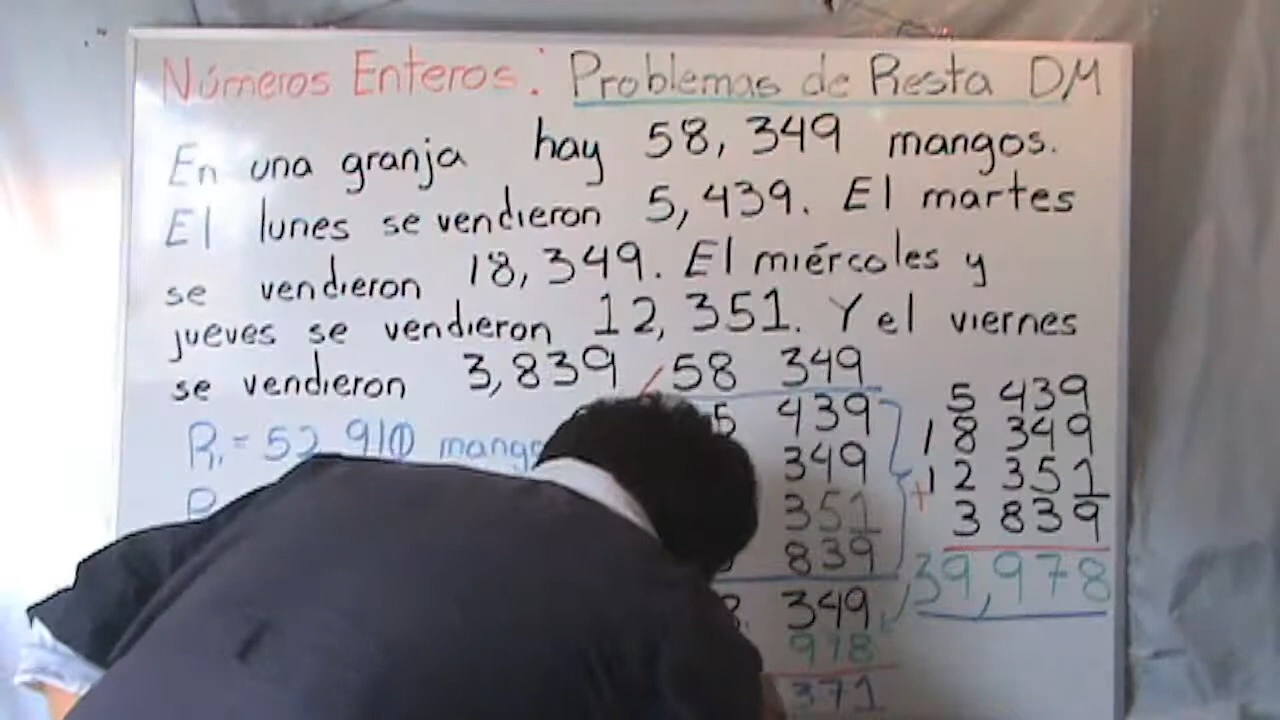 Números Enteros: Problemas de Resta DM
En una granja hay 58, 349 mangos.
El lunes se vendieron 5,439. El martes
se vendieron 18,349. El miércoles y
jueves se vendieron 12,351. Y el viernes
se vendieron 3,839
R1 = 52 910 mango
58 349
5 439
349
351
839
349
978
371
5 439
18 349
12 351
+ 3 839
39,978